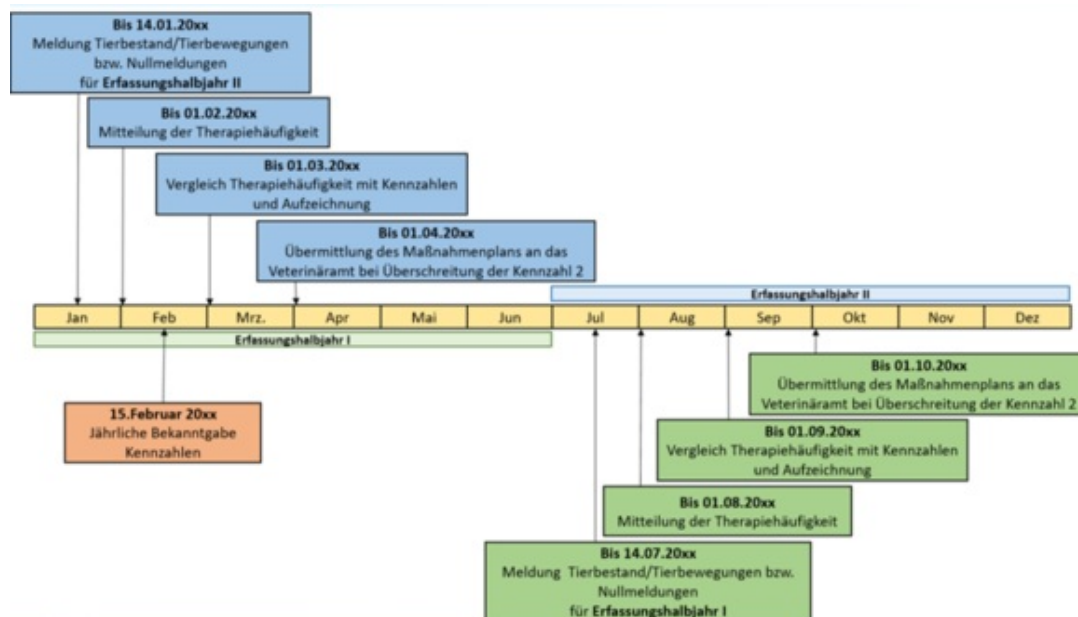 Bis 14.01.20xx
Meldung Tierbestand/Tierbewegungen
bzw. Nullmeldungen
für Erfassungshalbjahr II
Bis 01.02.20xx
Mitteilung der Therapiehäufigkeit
Bis 01.03.20xx
Vergleich Therapiehäufigkeit mit Kennzahlen
und Aufzeichnung
Bis 01.04.20xx
Übermittlung des Maßnahmenplans an das
Veterinäramt bei Überschreitung der Kennzahl 2
Erfassungshalbjahr II
Jan Feb Mrz. Apr Mai Jun Jul Aug Sep Okt Nov Dez
Erfassungshalbjahr I
15.Februar 20xx
Jährliche Bekanntgabe
Kennzahlen
Bis 01.10.20xx
Übermittlung des Maßnahmenplans an das
Veterinäramt bei Überschreitung der Kennzahl 2
Bis 01.09.20xx
Vergleich Therapiehäufigkeit mit Kennzahlen
und Aufzeichnung
Bis 01.08.20xx
Mitteilung der Therapiehäufigkeit
Bis 14.07.20xx
Meldung Tierbestand/Tierbewegungen bzw.
Nullmeldungen
für Erfassungshalbjahr I